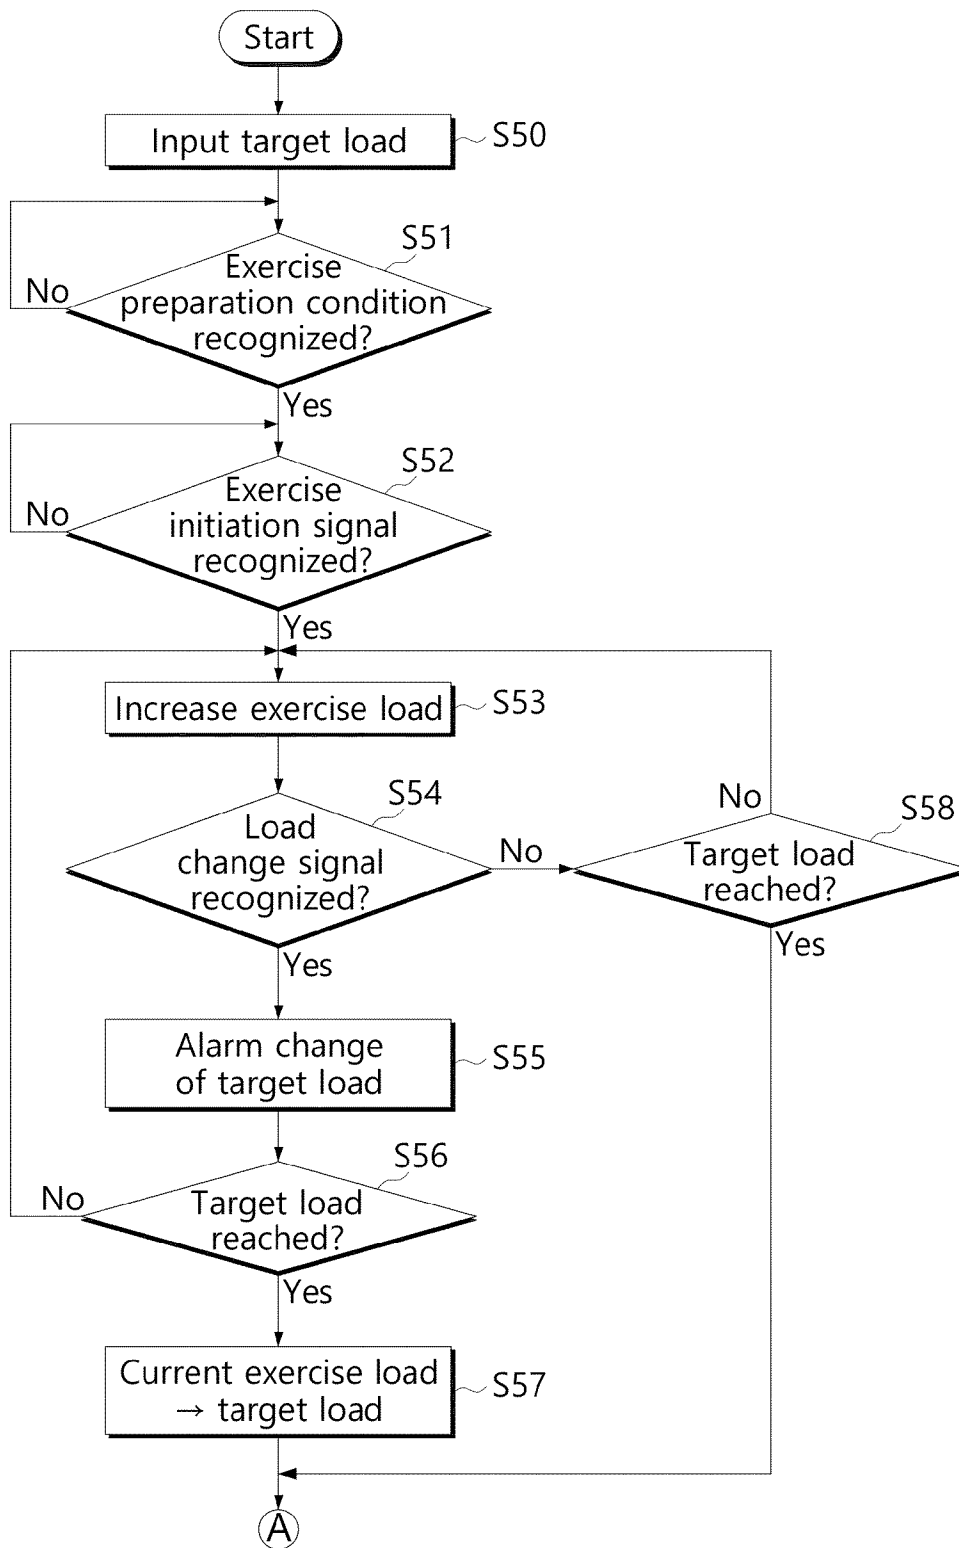 Start
Input target load
S50
S51
Exercise
preparation condition
recognized?
No
Yes
S52
Exercise
initiation signal
recognized?
No
Yes
Increase exercise load
S53
S54
Load
change signal
recognized?
No
Yes
No
S58
Target load
reached?
Yes
Alarm change
of target load
S55
S56
No
Target load
reached?
Yes
Current exercise load
→ target load
S57
A